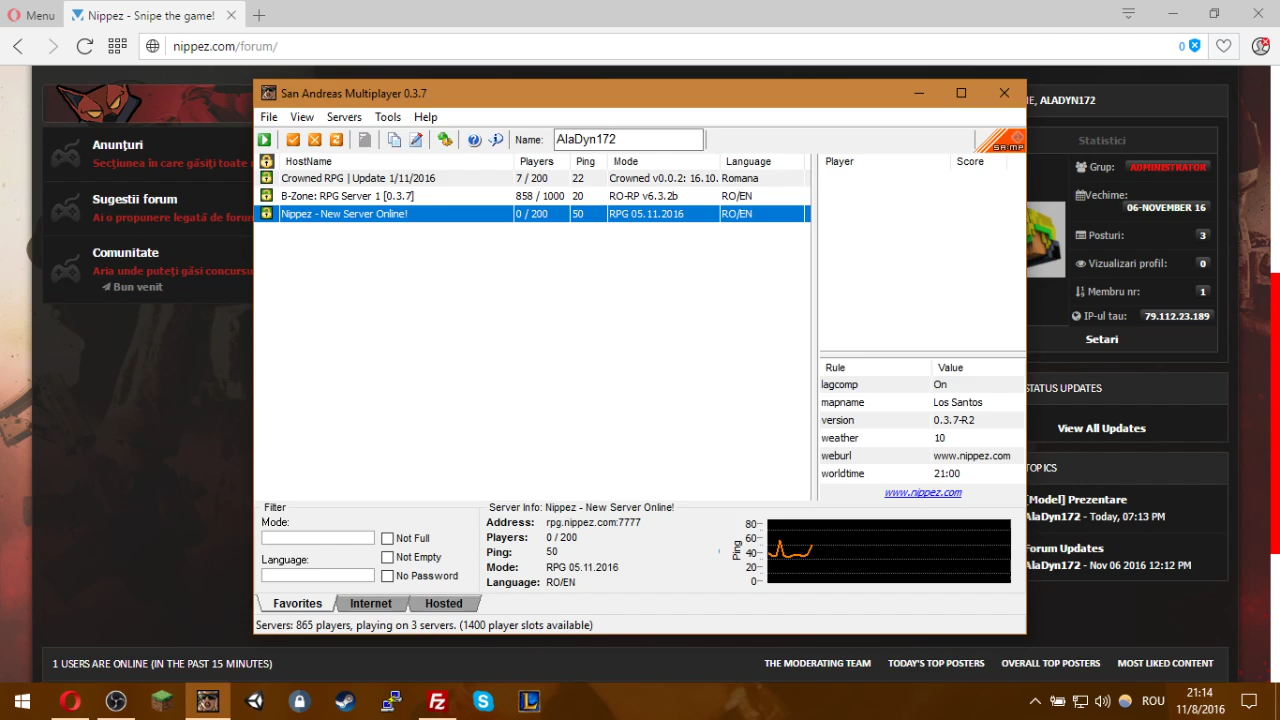 Menu
Nippez - Snipe the game!
nippez.com/forum/
0
San Andreas Multiplayer 0.3.7
File View Servers Tools Help
Name: AlaDyn172
SA:MP
HostName Players Ping Mode Language
Crowned RPG | Update 1/11/2016 7 / 200 22 Crowned v0.0.2: 16.10. Romana
B-Zone: RPG Server 1 [0.3.7] 858 / 1000 20 RO-RP v6.3.2b RO/EN
Nippez - New Server Online! 0 / 200 50 RPG 05.11.2016 RO/EN
Player Score
Rule Value
lagcomp On
mapname Los Santos
version 0.3.7-R2
weather 10
weburl www.nippez.com
worldtime 21:00
www.nippez.com
Filter
Mode:
Language:
Not Full
Not Empty
No Password
Server Info: Nippez - New Server Online!
Address: rpg.nippez.com:7777
Players: 0 / 200
Ping: 50
Mode: RPG 05.11.2016
Language: RO/EN
Ping
80
60
40
20
0
Favorites Internet Hosted
Servers: 865 players, playing on 3 servers. (1400 player slots available)
Anunțuri
Secțiunea în care găsiți toate
Sugestii forum
Ai o propunere legată de forum
Comunitate
Aria unde puteți găsi concursu
Bun venit
E, ALADYN172
Statistici
Grup: ADMINISTRATOR
Vechime:
06-NOVEMBER 16
Posturi: 3
Vizualizari profil: 0
Membru nr: 1
IP-ul tau: 79.112.23.189
Setari
STATUS UPDATES
View All Updates
TOPICS
[Model] Prezentare
AlaDyn172 - Today, 07:13 PM
Forum Updates
AlaDyn172 - Nov 06 2016 12:12 PM
1 USERS ARE ONLINE (IN THE PAST 15 MINUTES)
THE MODERATING TEAM TODAY'S TOP POSTERS OVERALL TOP POSTERS MOST LIKED CONTENT
ROU
21:14
11/8/2016